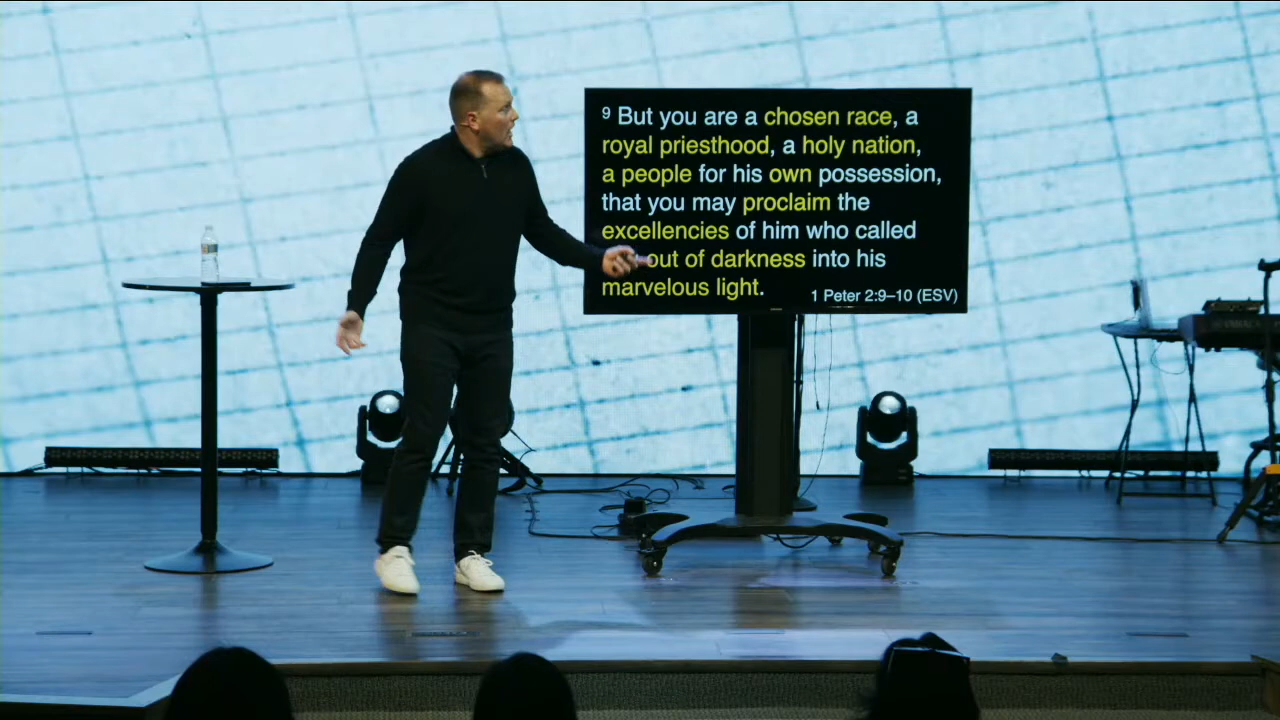 9 But you are a chosen race, a
royal priesthood, a holy nation,
a people for his own possession,
that you may proclaim the
excellencies of him who called
out of darkness into his
marvelous light.
1 Peter 2:9–10 (ESV)